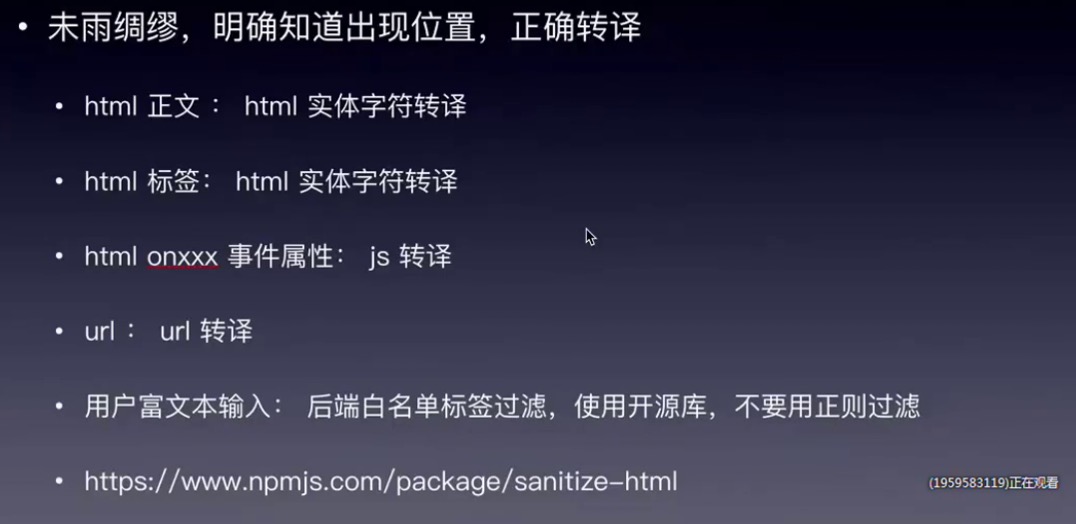 • 未雨绸缪，明确知道出现位置，正确转译
• html 正文： html 实体字符转译
• html 标签： html 实体字符转译
• html onxxx 事件属性： js 转译
• url： url 转译
• 用户富文本输入： 后端白名单标签过滤，使用开源库，不要用正则过滤
• https://www.npmjs.com/package/sanitize-html
(1959583119)正在观看